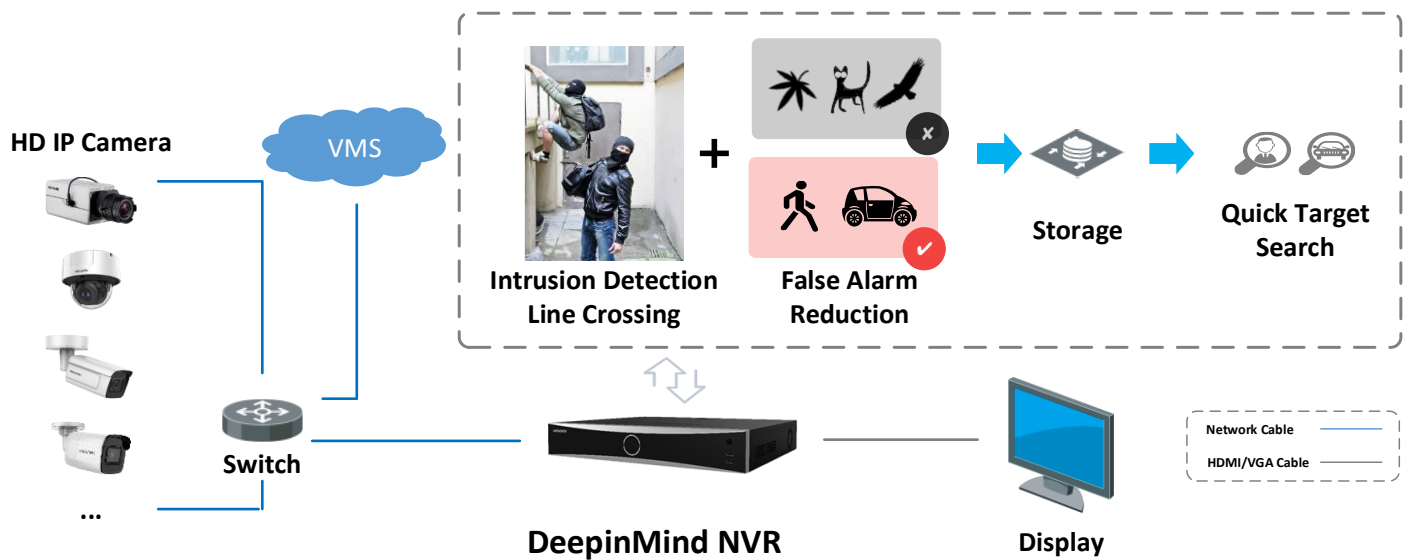 HD IP Camera
VMS
Intrusion Detection
Line Crossing
+
False Alarm
Reduction
Storage
Quick Target
Search
Switch
...
DeepinMind NVR
Display
Network Cable
HDMI/VGA Cable